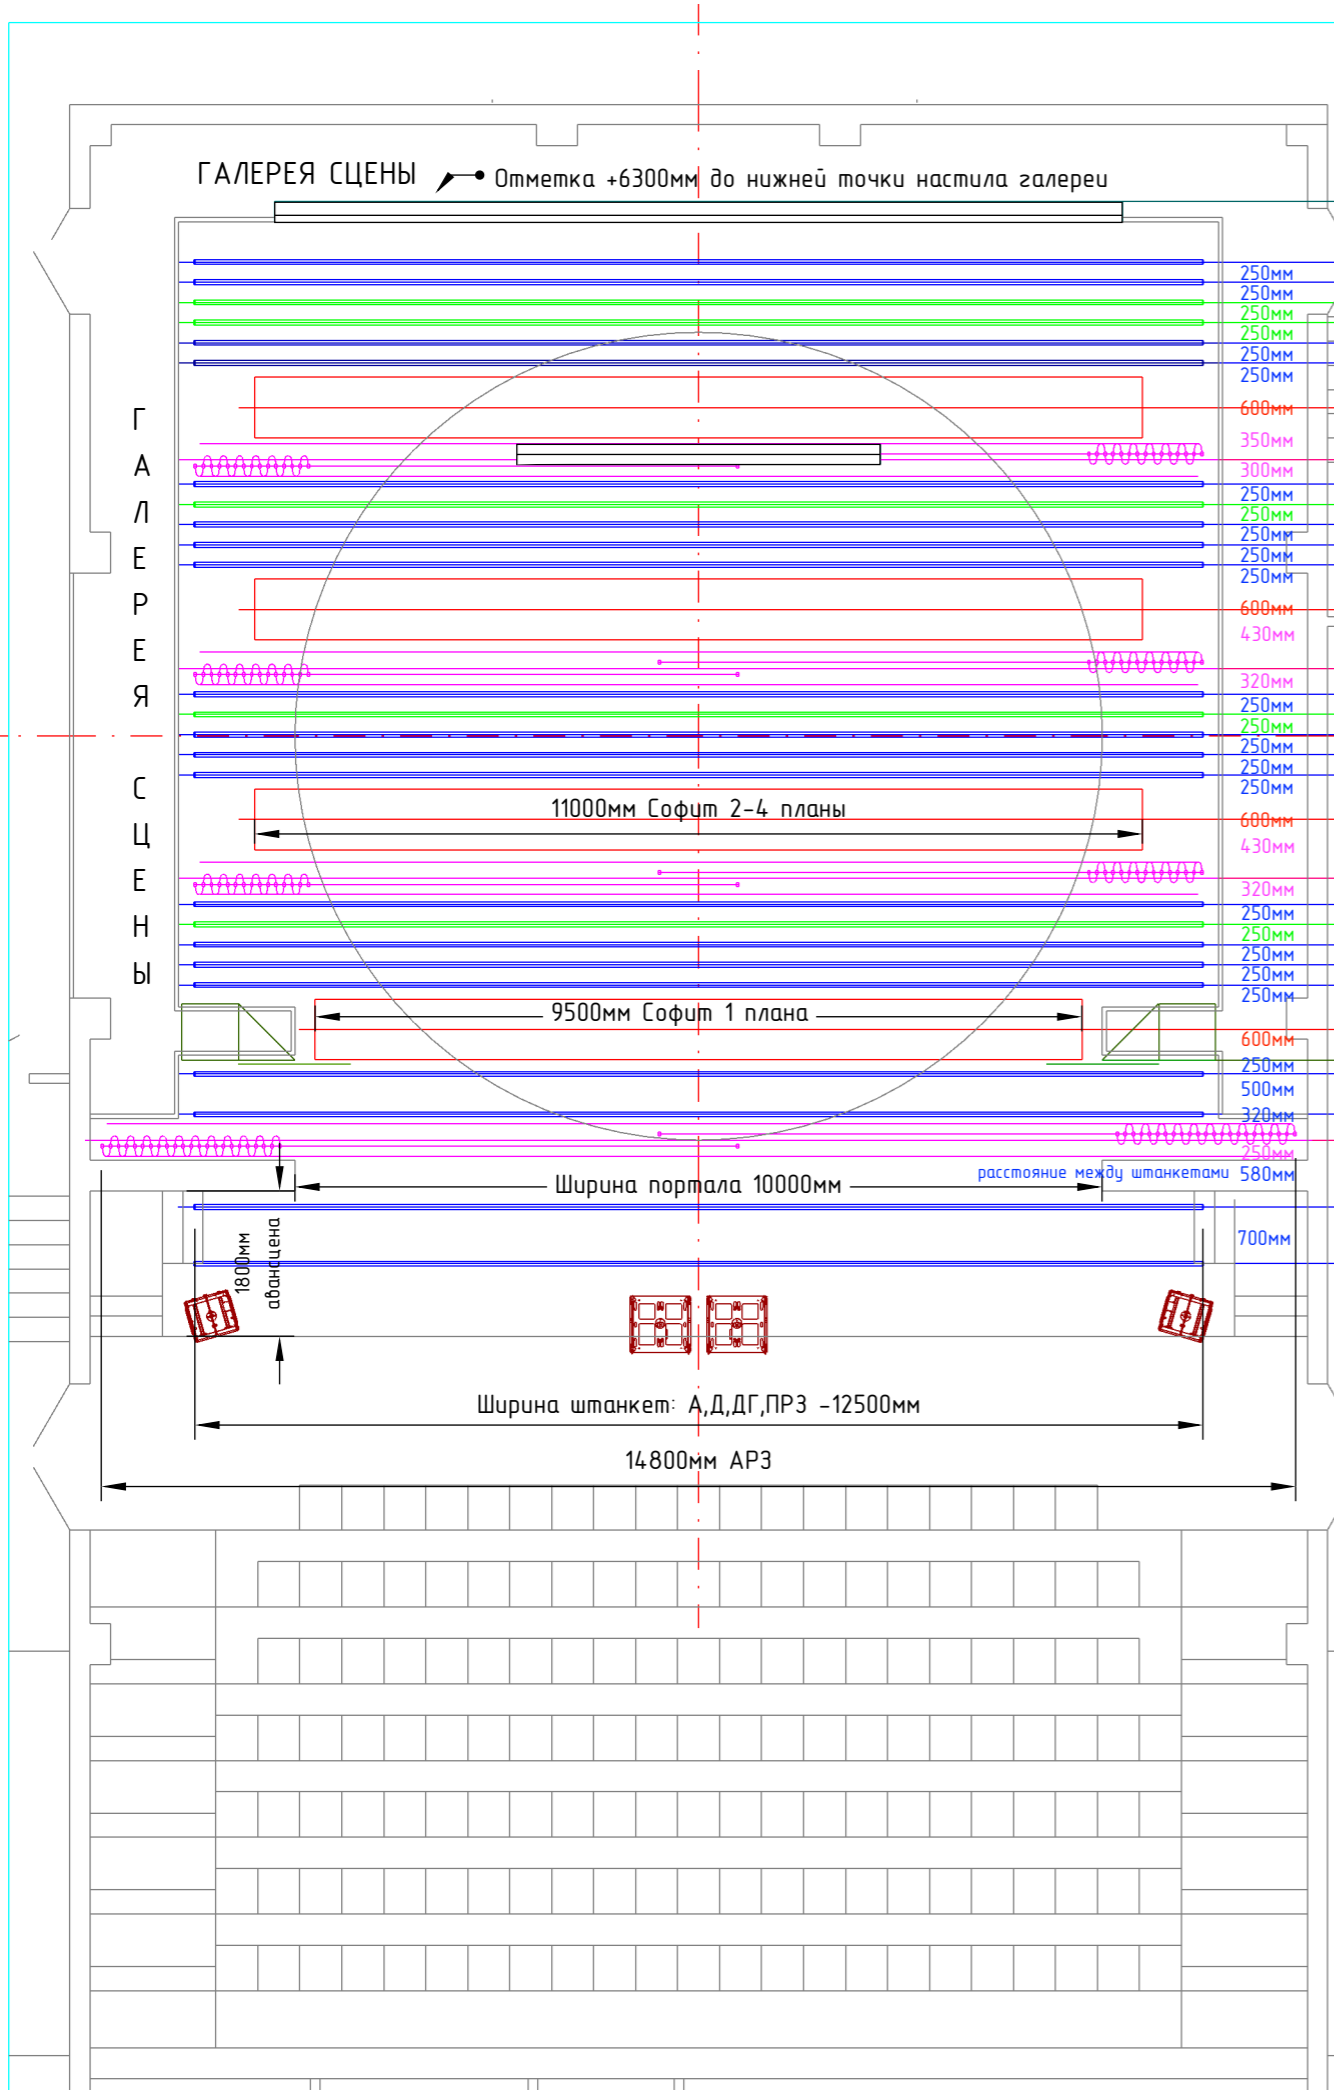 ГАЛЕРЕЯ СЦЕНЫ
Отметка +6300мм до нижней точки настила галереи
250мм
250мм
250мм
250мм
250мм
250мм
600мм
350мм
300мм
250мм
250мм
250мм
250мм
250мм
600мм
430мм
320мм
250мм
250мм
250мм
250мм
250мм
600мм
430мм
320мм
250мм
250мм
250мм
250мм
250мм
600мм
250мм
500мм
320мм
250мм
расстояние между штанкетами 580мм
700мм
ГАЛЕРЕЯ СЦЕНЫ
11000мм Софит 2-4 планы
9500мм Софит 1 плана
Ширина портала 10000мм
1800мм
авансцена
Ширина штанкет: А,Д,ДГ,ПРЗ -12500мм
14800мм АРЗ